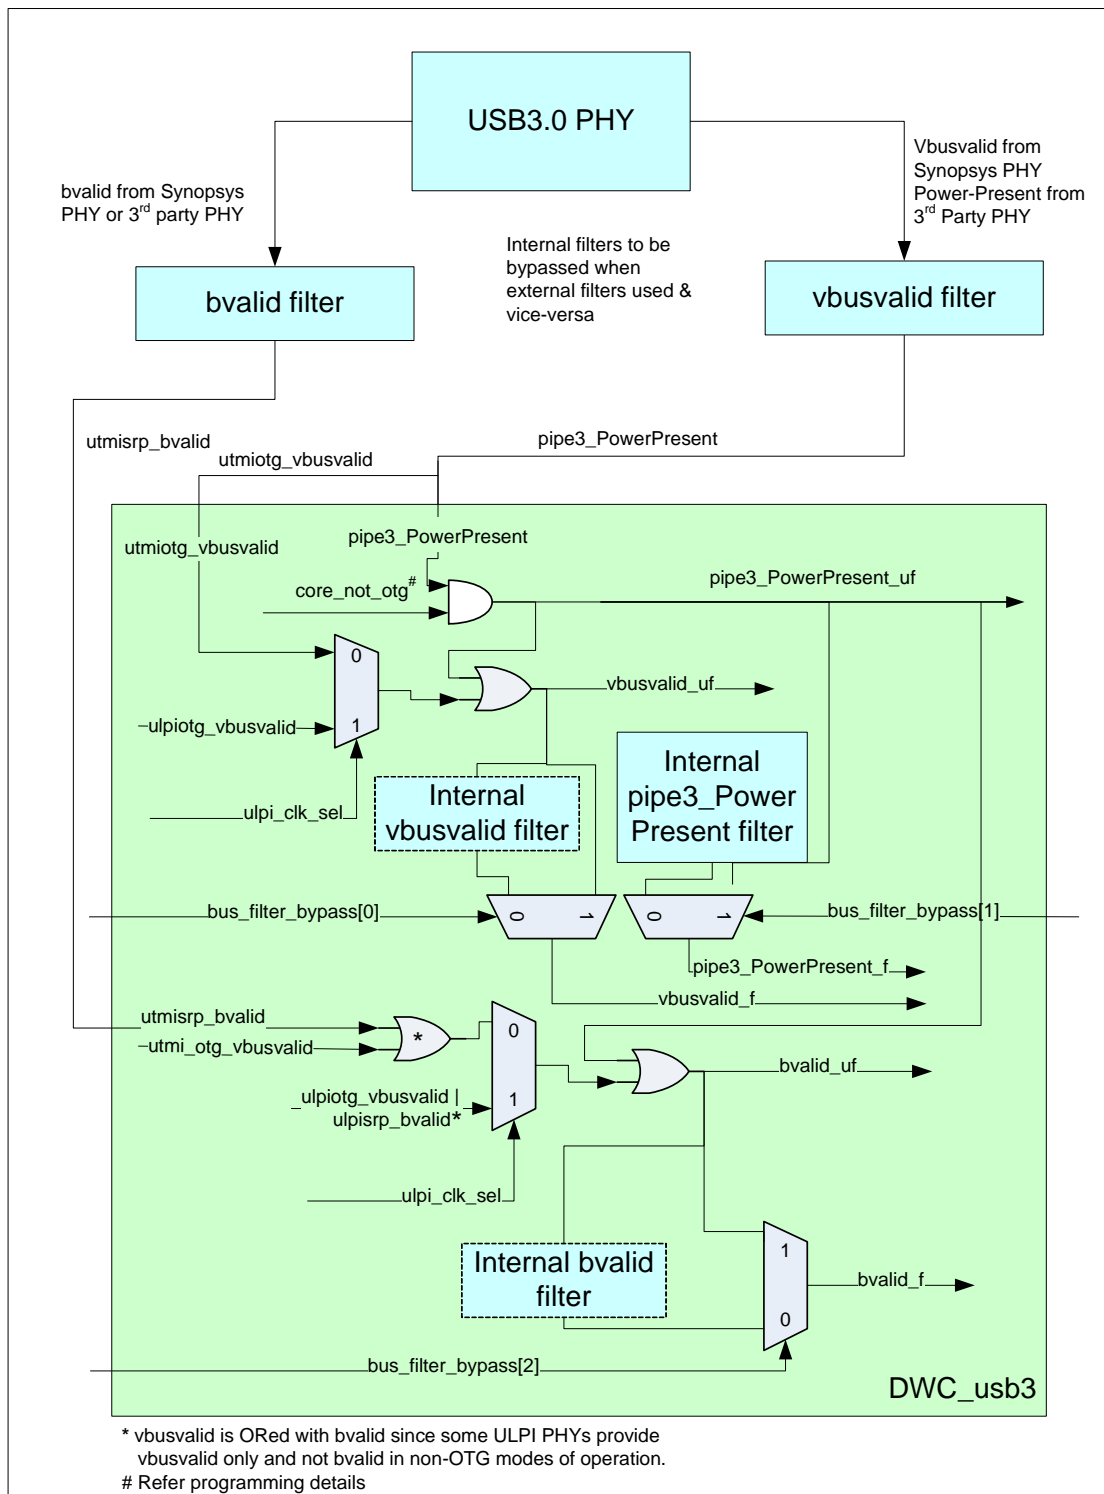 USB3.0 PHY
bvalid from Synopsys
PHY or 3rd party PHY
Vbusvalid from
Synopsys PHY
Power-Present from
3rd Party PHY
Internal filters to be
bypassed when
external filters used &
vice-versa
bvalid filter
vbusvalid filter
utmisrp_bvalid
utmiotg_vbusvalid
pipe3_PowerPresent
utmiotg_vbusvalid
pipe3_PowerPresent
core_not_otg#
pipe3_PowerPresent_uf
0
1
vbusvalid_uf
ulpiotg_vbusvalid
ulpi_clk_sel
Internal
vbusvalid filter
Internal
pipe3_Power
Present filter
bus_filter_bypass[0]
0
1
0
1
bus_filter_bypass[1]
pipe3_PowerPresent_f
vbusvalid_f
utmisrp_bvalid
utmi_otg_vbusvalid
*
0
1
ulpiotg_vbusvalid |
ulpisrp_bvalid*
bvalid_uf
ulpi_clk_sel
Internal bvalid
filter
1
0
bvalid_f
bus_filter_bypass[2]
DWC_usb3
* vbusvalid is ORed with bvalid since some ULPI PHYs provide
vbusvalid only and not bvalid in non-OTG modes of operation.
# Refer programming details